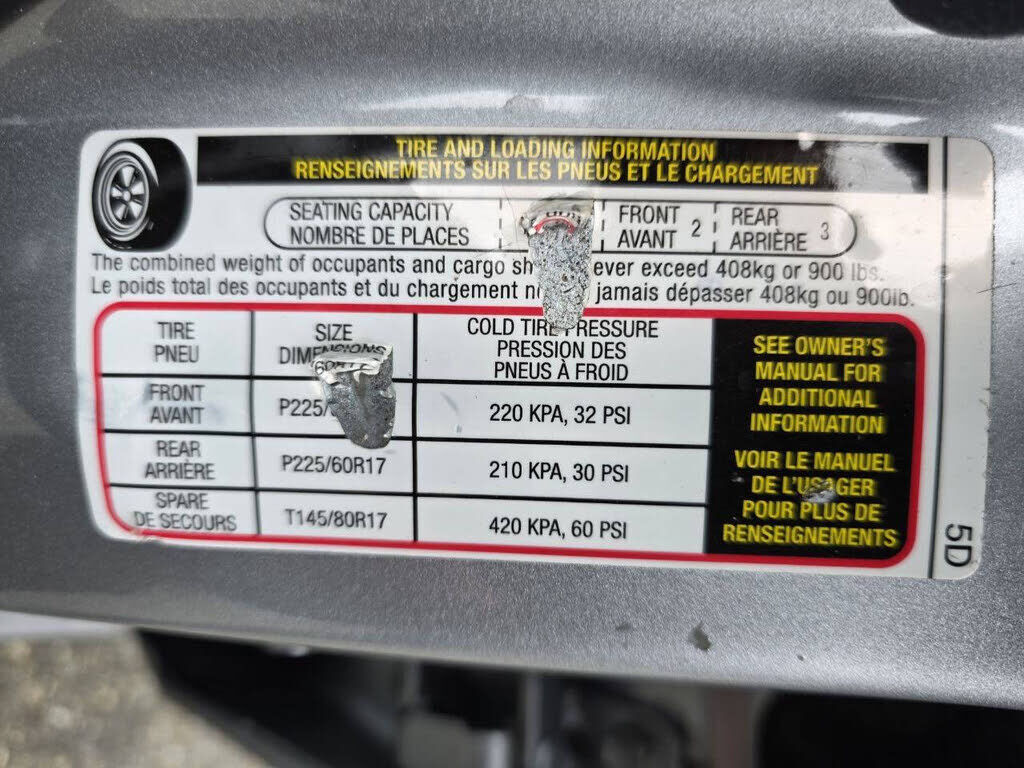 TIRE AND LOADING INFORMATION
RENSEIGNEMENTS SUR LES PNEUS ET LE CHARGEMENT
SEATING CAPACITY
NOMBRE DE PLACES
FRONT
AVANT 2
REAR
ARRIÈRE 3
The combined weight of occupants and cargo ever exceed 408kg or 900 lbs.
Le poids total des occupants et du chargement jamais dépasser 408kg ou 900lb.
TIRE
PNEU
SIZE
DIMENSIONS
COLD TIRE PRESSURE
PRESSION DES
PNEUS À FROID
FRONT
AVANT
P225/
220 KPA, 32 PSI
REAR
ARRIÈRE
P225/60R17
210 KPA, 30 PSI
SPARE
DE SECOURS
T145/80R17
420 KPA, 60 PSI
SEE OWNER'S
MANUAL FOR
ADDITIONAL
INFORMATION
VOIR LE MANUEL
DE L'USAGER
POUR PLUS DE
RENSEIGNEMENTS
5D